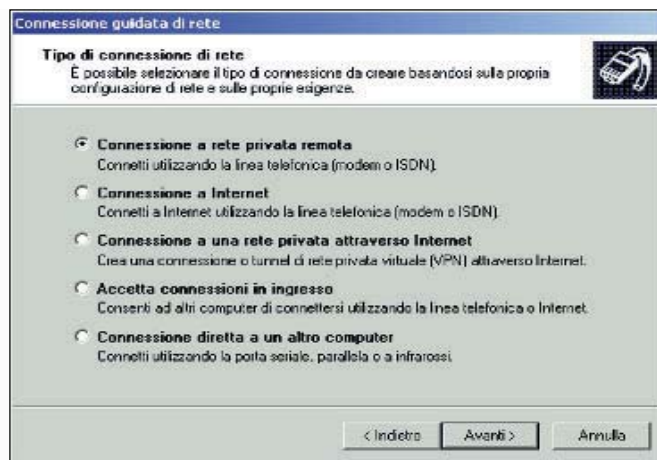 Connessione guidata di rete
Tipo di connessione di rete
È possibile selezionare il tipo di connessione da creare basandosi sulla propria
configurazione di rete e sulle proprie esigenze.
Connessione a rete privata remota
Connetti utilizzando la linea telefonica (modem o ISDN).
Connessione a Internet
Connetti a Internet utilizzando la linea telefonica (modem o ISDN).
Connessione a una rete privata attraverso Internet
Crea una connessione o tunnel di rete privata virtuale (VPN) attraverso Internet.
Accetta connessioni in ingresso
Consenti ad altri computer di connettersi utilizzando la linea telefonica o Internet.
Connessione diretta a un altro computer
Connetti utilizzando la porta seriale, parallela o a infrarossi.
< Indietro Avanti > Annulla